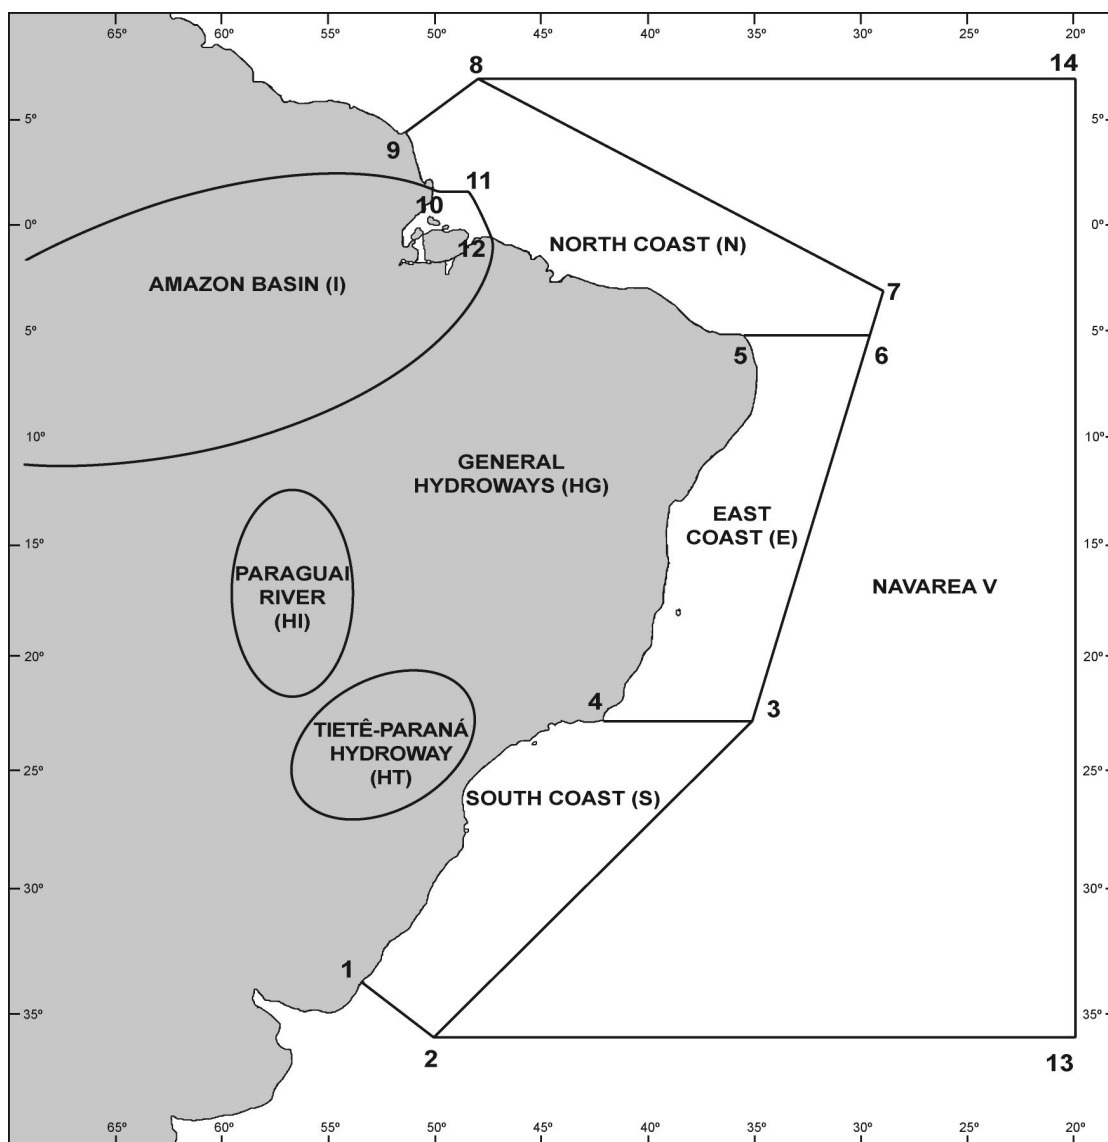 65º 60º 55º 50º 45º 40º 35º 30º 25º 20º
8 14
5º 5º
9
11
10
0º 0º
12 NORTH COAST (N)
AMAZON BASIN (I)
7
5º 5º
5 6
10º 10º
GENERAL
HYDROWAYS (HG)
EAST
COAST (E)
15º 15º
PARAGUAI
RIVER
(HI)
NAVAREA V
20º 20º
4 3
TIETÊ-PARANÁ
HYDROWAY
(HT)
25º 25º
SOUTH COAST (S)
30º 30º
1
35º 35º
2 13
65º 60º 55º 50º 45º 40º 35º 30º 25º 20º